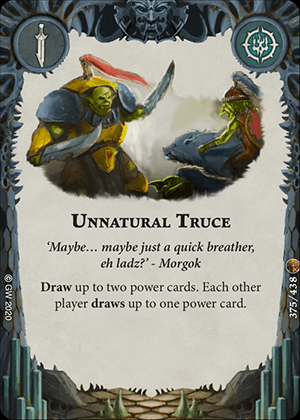 UNNATURAL TRUCE
‘Maybe… maybe just a quick breather,
eh ladz?’ - Morgok
Draw up to two power cards. Each other
player draws up to one power card.
© GW 2020
375/438